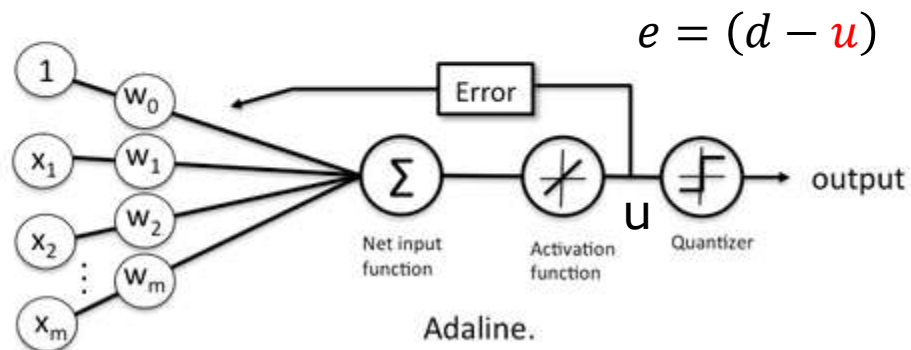 e = (d − u)
1
w0
Error
x1
w1
Σ
output
x2
w2
u
Net input
function
Activation
function
Quantizer
⋮
wm
xm
Adaline.